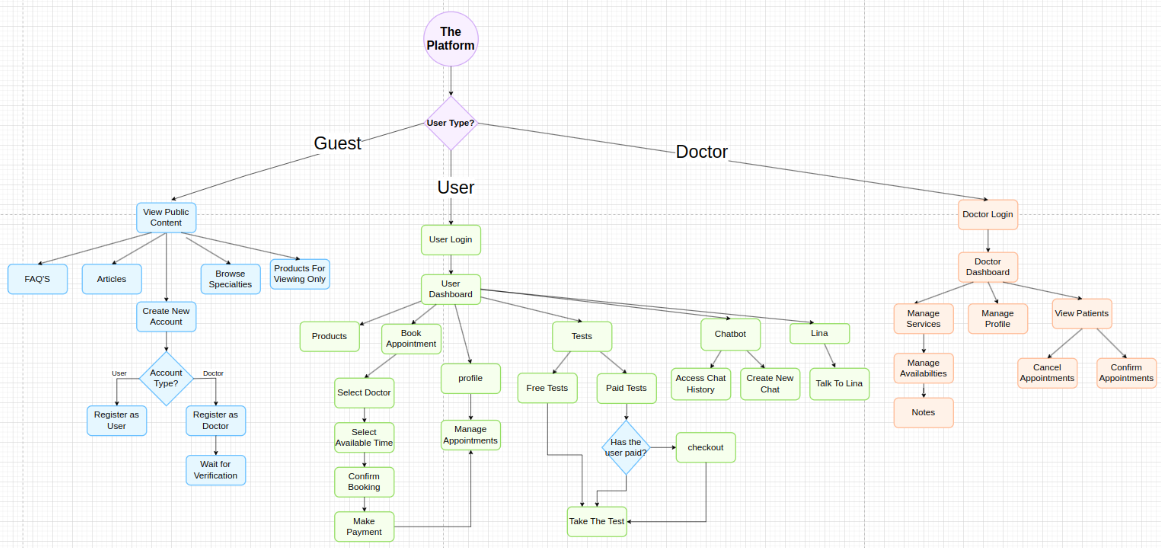 The
Platform
User Type?
Guest
Doctor
User
View Public
Content
Doctor Login
User Login
FAQ'S
Articles
Browse
Specialties
Products For
Viewing Only
Doctor
Dashboard
User
Dashboard
Create New
Account
Products
Book
Appointment
Tests
Chatbot
Lina
Manage
Services
Manage
Profile
View Patients
User
Account
Type?
Doctor
Select Doctor
profile
Free Tests
Paid Tests
Access Chat
History
Create New
Chat
Talk To Lina
Manage
Availabilties
Cancel
Appointments
Confirm
Appointments
Register as
User
Register as
Doctor
Select
Available Time
Manage
Appointments
Has the
user paid?
checkout
Notes
Wait for
Verification
Confirm
Booking
Make
Payment
Take The Test